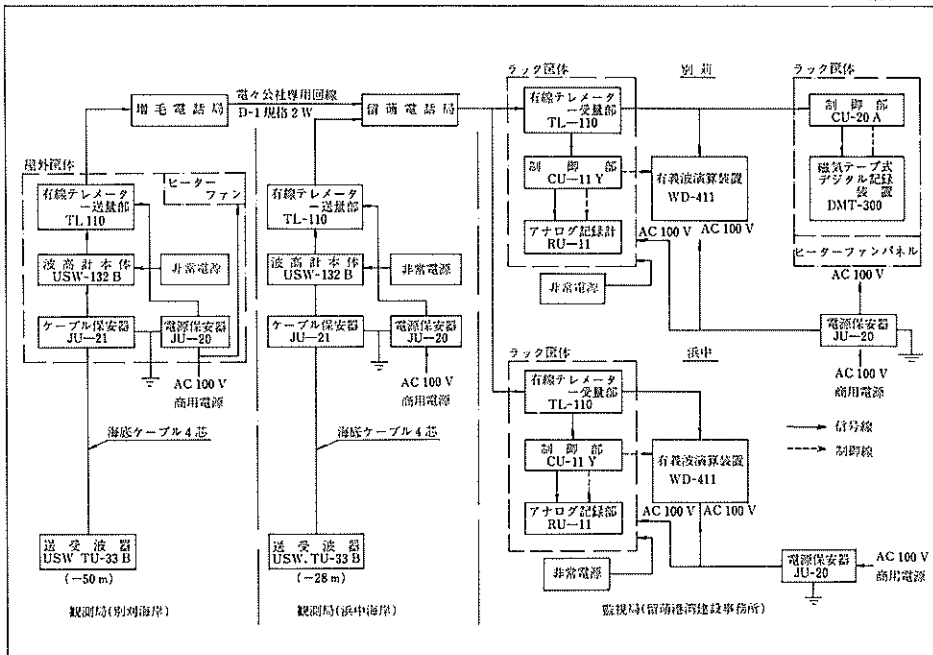 増毛電話局
電々公社専用回線
D-1規格2W
留萌電話局
屋外筐体
ヒーター
ファン
有線テレメータ
ー送量部
TL 110
波高計本体
USW-132 B
非常電源
ケーブル保安器
JU-21
電源保安器
JU-20
AC 100 V
商用電源
海底ケーブル4芯
送受波器
USW TU-33 B
(-50 m)
観測局(別苅海岸)
有線テレメータ
ー送量部
TL-110
波高計本体
USW-132 B
非常電源
ケーブル保安器
JU-21
電源保安器
JU-20
AC 100 V
商用電源
海底ケーブル4芯
送受波器
USW. TU-33 B
(-28 m)
観測局(浜中海岸)
ラック筐体
別苅
有線テレメータ
ー受量部
TL-110
制御部
CU-11 Y
アナログ記録計
RU-11
非常電源
有義波演算装置
WD-411
AC 100 V
AC 100 V
ラック筐体
制御部
CU-20 A
磁気テープ式
デジタル記録
装置
DMT-300
ヒーターファンパネル
AC 100 V
電源保安器
JU-20
AC 100 V
商用電源
ラック筐体
浜中
有線テレメータ
ー受量部
TL-110
制御部
CU-11 Y
アナログ記録部
RU-11
非常電源
有義波演算装置
WD-411
AC 100 V
AC 100 V
信号線
制御線
電源保安器
JU-20
AC 100 V
商用電源
監視局(留萌港湾建設事務所)